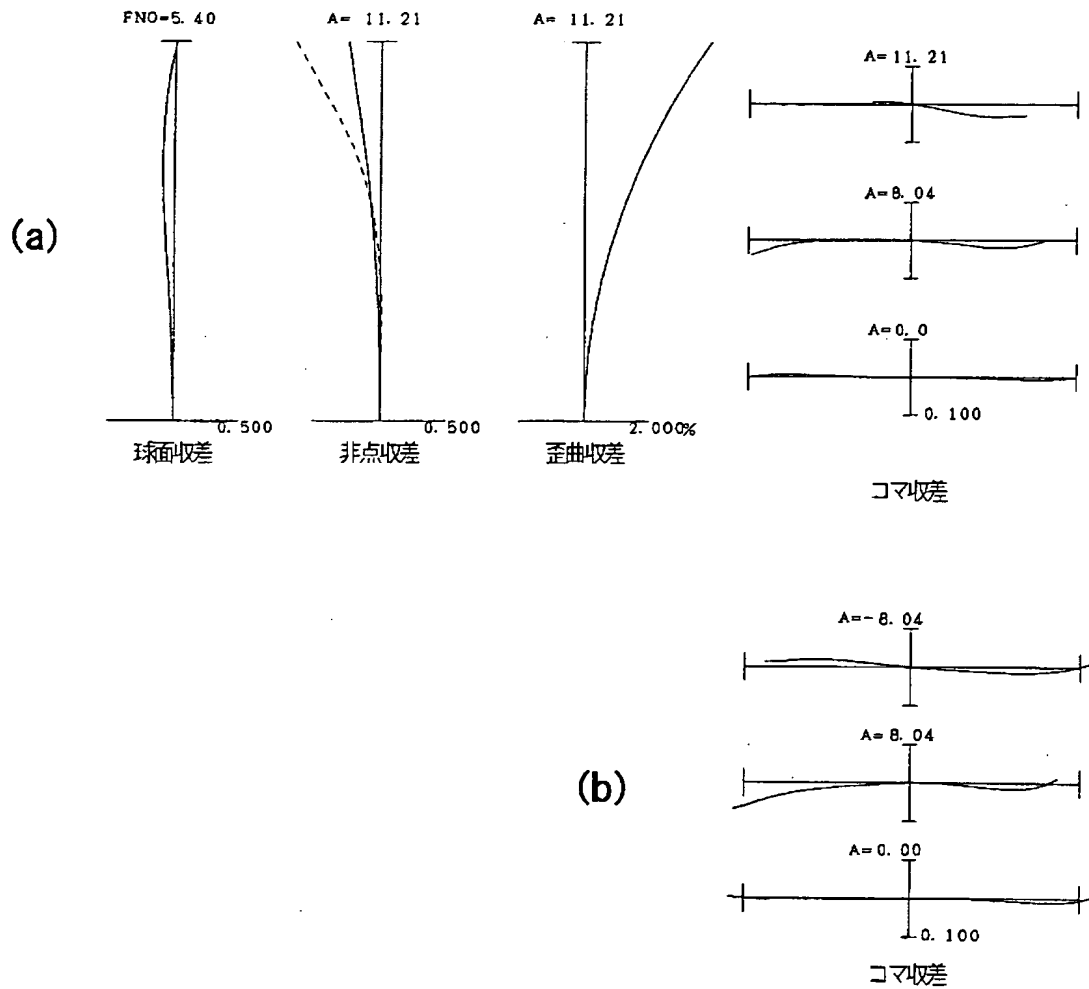 FNO=5.40
A= 11.21
A= 11.21
A=11.21
A=8.04
(a)
A=0.0
0.100
0.500
0.500
2.000%
球面収差
非点収差
歪曲収差
コマ収差
A=-8.04
A=8.04
(b)
A=0.00
0.100
コマ収差